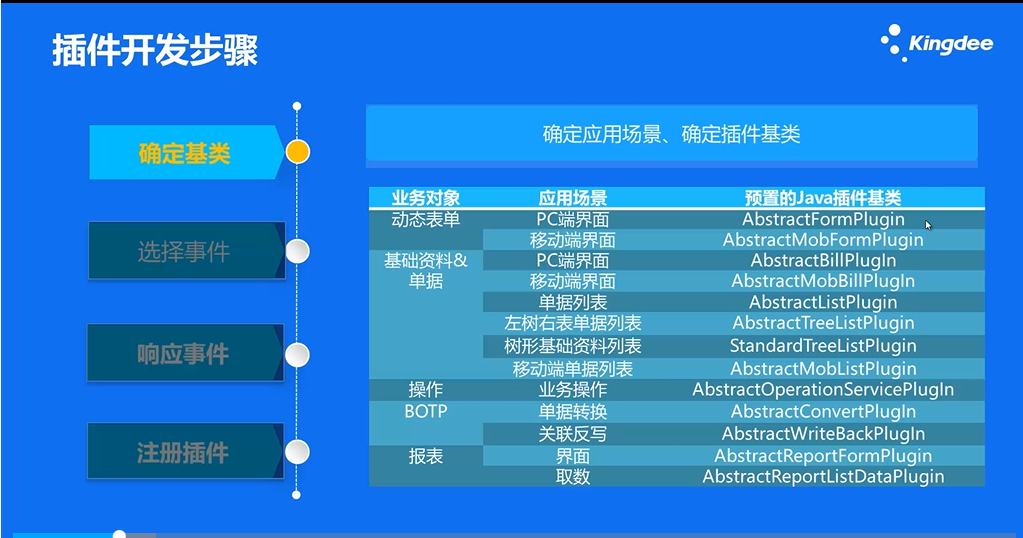 插件开发步骤
Kingdee
确定基类
选择事件
响应事件
注册插件
确定应用场景、确定插件基类
业务对象 应用场景 预置的Java插件基类
动态表单 PC端界面 AbstractFormPlugin
移动端界面 AbstractMobFormPlugin
基础资料& PC端界面 AbstractBillPlugIn
单据 移动端界面 AbstractMobBillPlugIn
单据列表 AbstractListPlugin
左树右表单据列表 AbstractTreeListPlugin
树形基础资料列表 StandardTreeListPlugin
移动端单据列表 AbstractMobListPlugin
操作 业务操作 AbstractOperationServicePlugIn
BOTP 单据转换 AbstractConvertPlugIn
关联反写 AbstractWriteBackPlugIn
报表 界面 AbstractReportFormPlugin
取数 AbstractReportListDataPlugin